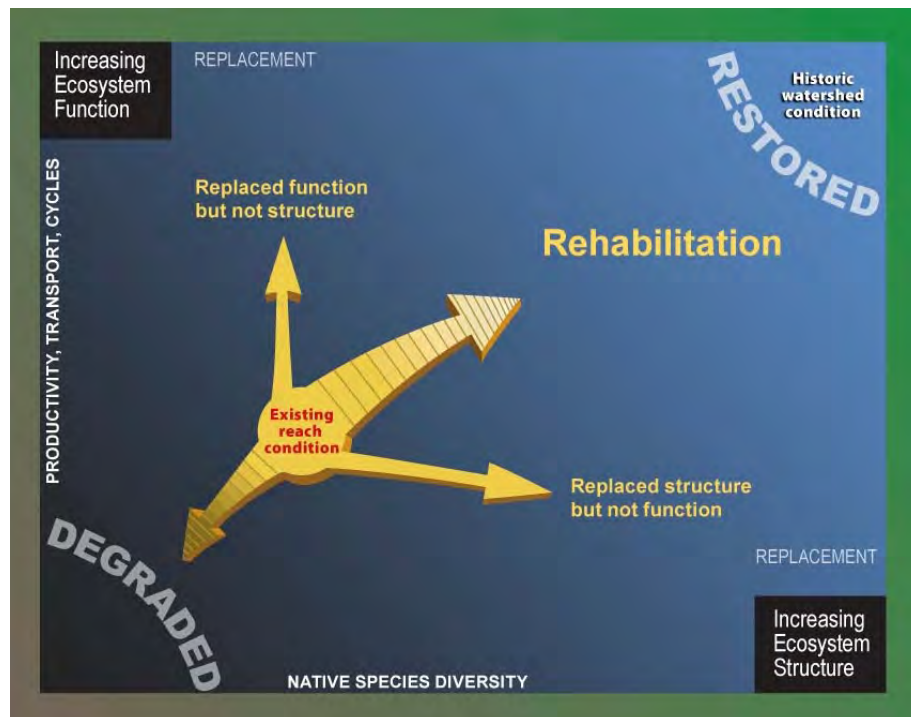 Increasing
Ecosystem
Function
REPLACEMENT
RESTORED
Historic
watershed
condition
PRODUCTIVITY, TRANSPORT, CYCLES
Replaced function
but not structure
Rehabilitation
Existing
reach
condition
Replaced structure
but not function
DEGRADED
REPLACEMENT
Increasing
Ecosystem
Structure
NATIVE SPECIES DIVERSITY